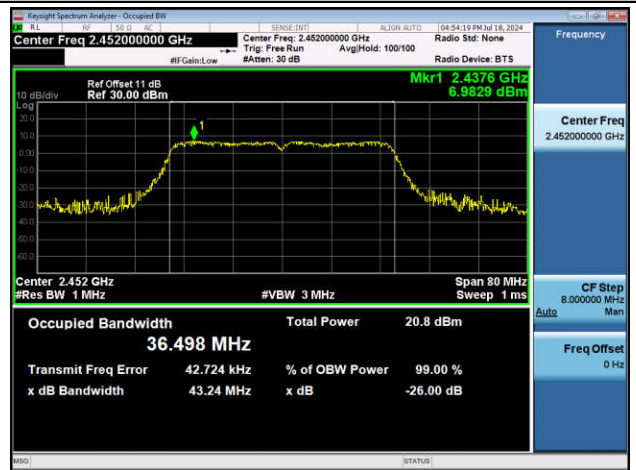 Keysight Spectrum Analyzer - Occupied BW
RL RF 50 Ω AC SENSE:INT ALIGN AUTO 04:54:19 PM Jul 18, 2024
Center Freq 2.452000000 GHz Center Freq: 2.452000000 GHz Radio Std: None Frequency
Trig: Free Run Avg|Hold: 100/100
#IFGain:Low #Atten: 30 dB Radio Device: BTS
Ref Offset 11 dB Mkr1 2.4376 GHz
10 dB/div Ref 30.00 dBm 6.9829 dBm
Log
20.0
10.0
0.00
-10.0
-20.0
-30.0
-40.0
-50.0
-60.0
1
Center Freq
2.452000000 GHz
Center 2.452 GHz Span 80 MHz
#Res BW 1 MHz #VBW 3 MHz Sweep 1 ms
CF Step
8.000000 MHz
Auto Man
Occupied Bandwidth Total Power 20.8 dBm
36.498 MHz
Freq Offset
0 Hz
Transmit Freq Error 42.724 kHz % of OBW Power 99.00 %
x dB Bandwidth 43.24 MHz x dB -26.00 dB
MSG STATUS